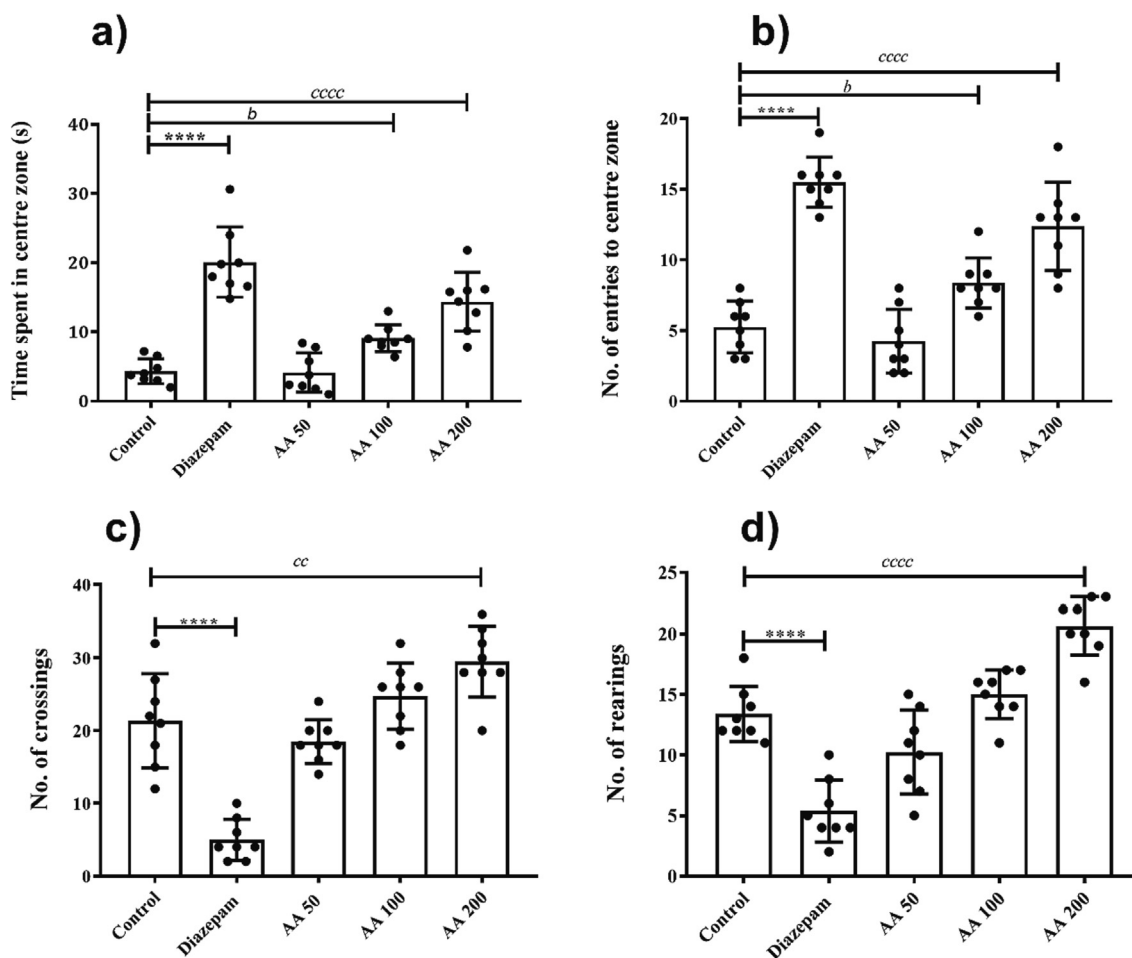 a)
cccc
b
****
Time spent in centre zone (s)
40
30
20
10
0
Control
Diazepam
AA 50
AA 100
AA 200
b)
cccc
b
****
No. of entries to centre zone
20
15
10
5
0
Control
Diazepam
AA 50
AA 100
AA 200
c)
cc
****
No. of crossings
40
30
20
10
0
Control
Diazepam
AA 50
AA 100
AA 200
d)
cccc
****
No. of rearings
25
20
15
10
5
0
Control
Diazepam
AA 50
AA 100
AA 200